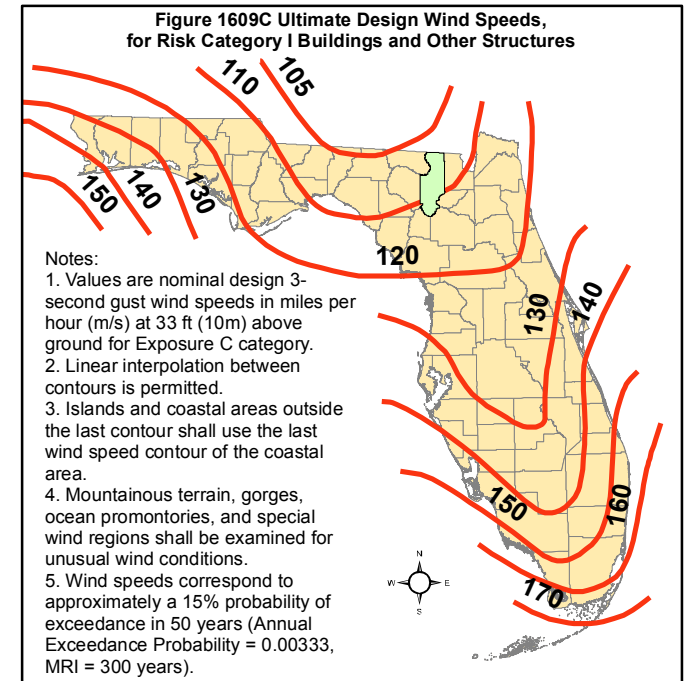 Figure 1609C Ultimate Design Wind Speeds,
for Risk Category I Buildings and Other Structures
105
110
150
140
130
120
Notes:
1. Values are nominal design 3-
second gust wind speeds in miles per
hour (m/s) at 33 ft (10m) above
ground for Exposure C category.
2. Linear interpolation between
contours is permitted.
3. Islands and coastal areas outside
the last contour shall use the last
wind speed contour of the coastal
area.
4. Mountainous terrain, gorges,
ocean promontories, and special
wind regions shall be examined for
unusual wind conditions.
5. Wind speeds correspond to
approximately a 15% probability of
exceedance in 50 years (Annual
Exceedance Probability = 0.00333,
MRI = 300 years).
130
140
150
160
170
N
W
E
S